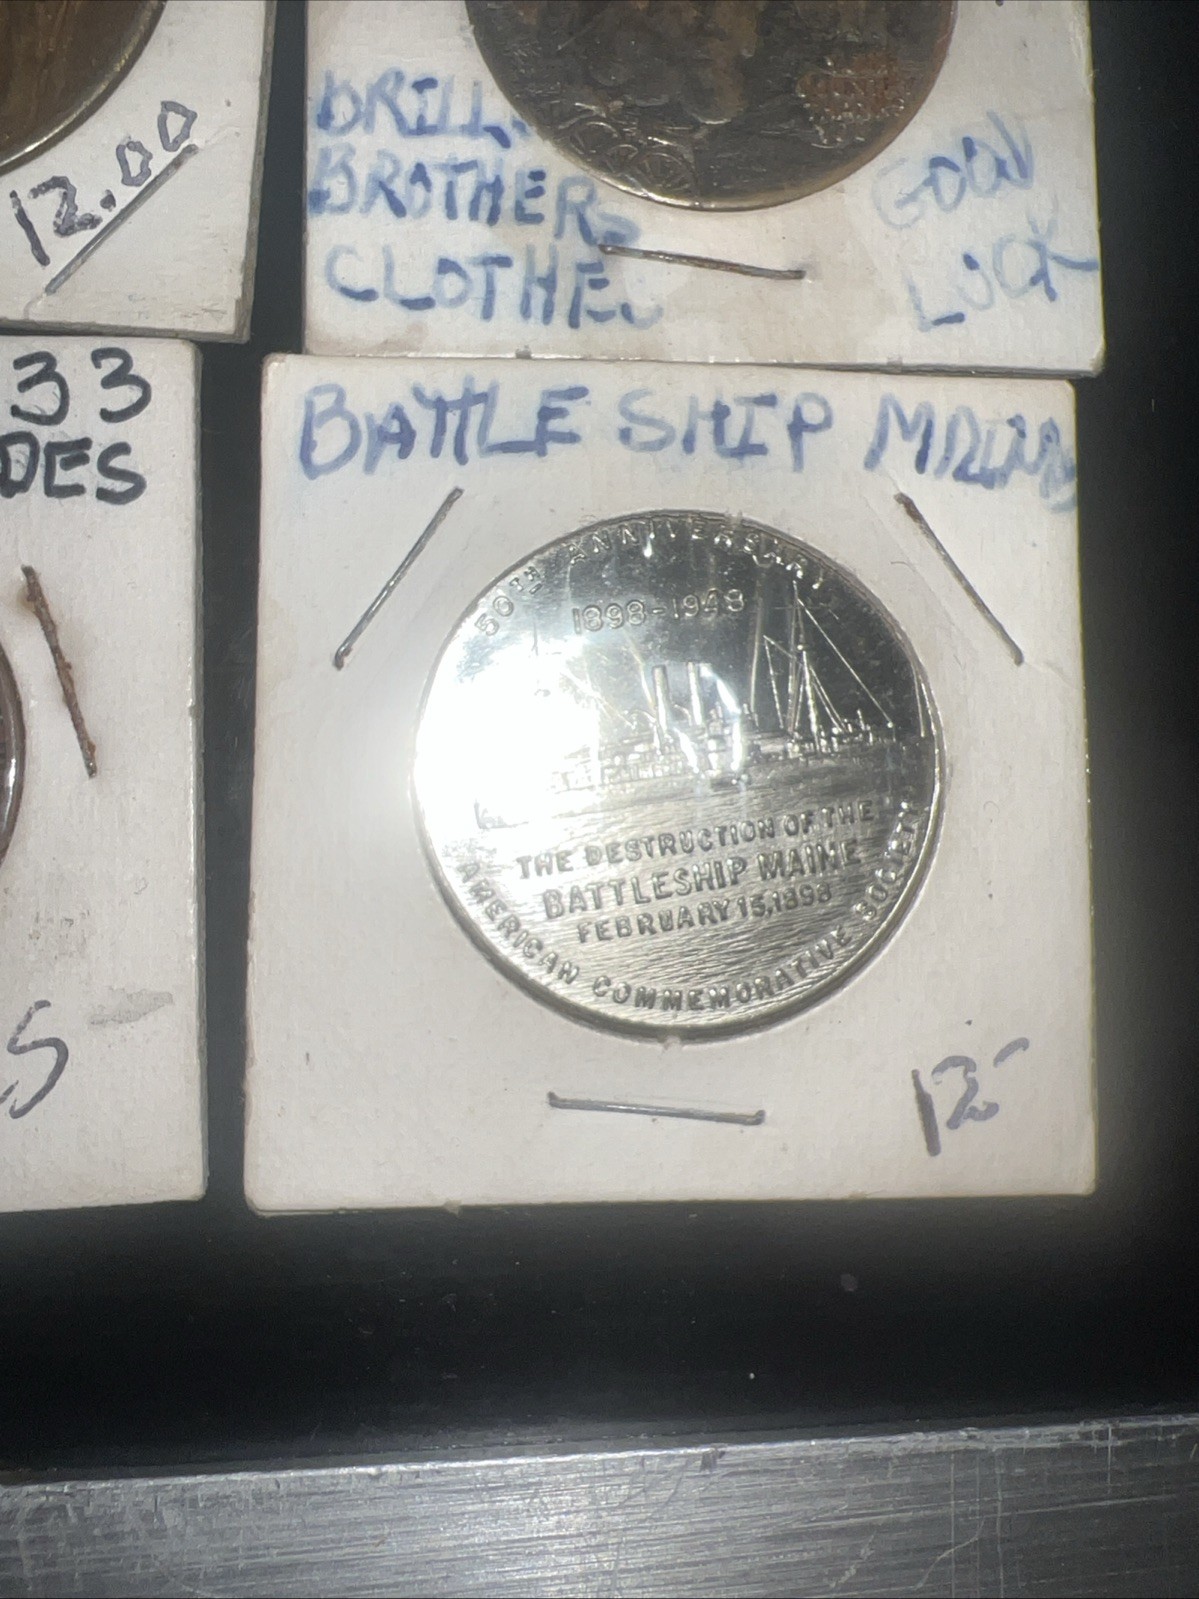 12.00
DRILL
BROTHERS
CLOTHES
GOOD
LUCK
33
DES
S
BATTLE SHIP
50TH ANNIVERSARY
1898-1948
THE DESTRUCTION OF THE
BATTLESHIP MAINE
FEBRUARY 15, 1898
AMERICAN COMMEMORATIVE SOCIETY
12-